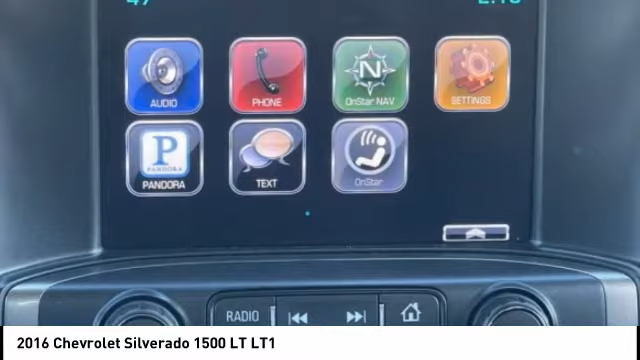 AUDIO
PHONE
N
OnStar NAV
SETTINGS
P
PANDORA
PANDORA
TEXT
OnStar
RADIO
2016 Chevrolet Silverado 1500 LT LT1